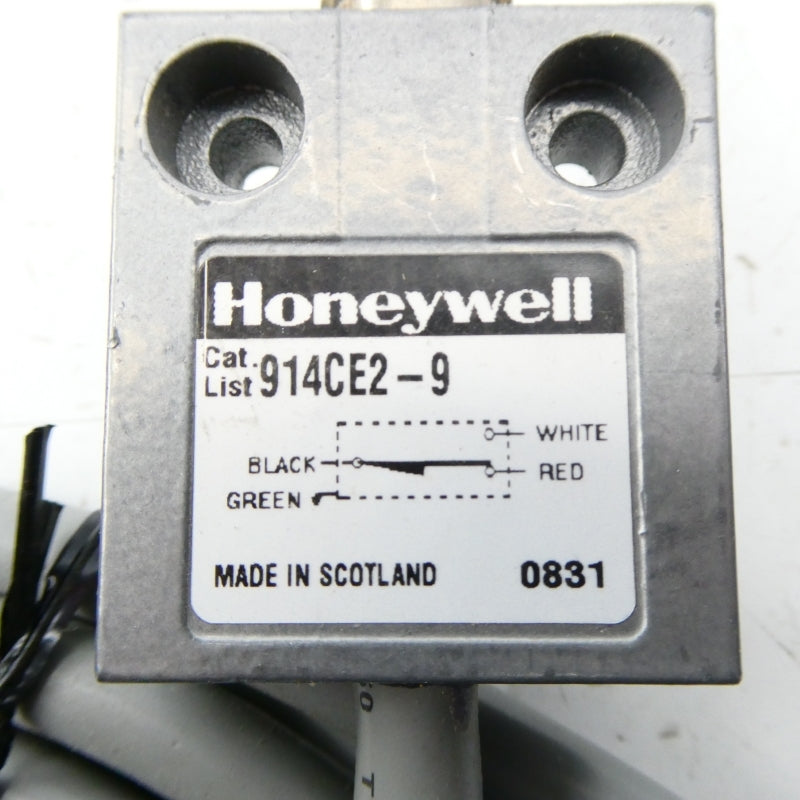 Honeywell
Cat.
List 914CE2-9
WHITE
BLACK
RED
GREEN
MADE IN SCOTLAND 0831
T